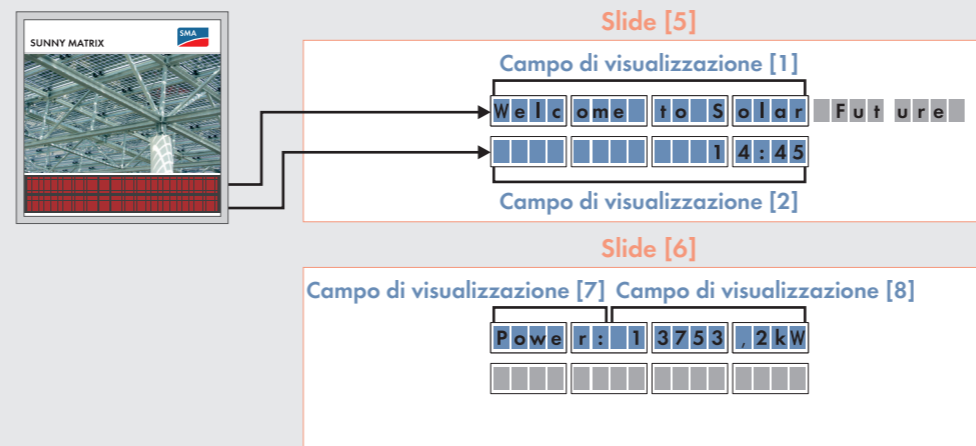 Slide [5]
SUNNY MATRIX
SMA
Campo di visualizzazione [1]
Welcome to Solar Future
14:45
Campo di visualizzazione [2]
Slide [6]
Campo di visualizzazione [7] Campo di visualizzazione [8]
Power: 13753,2kW